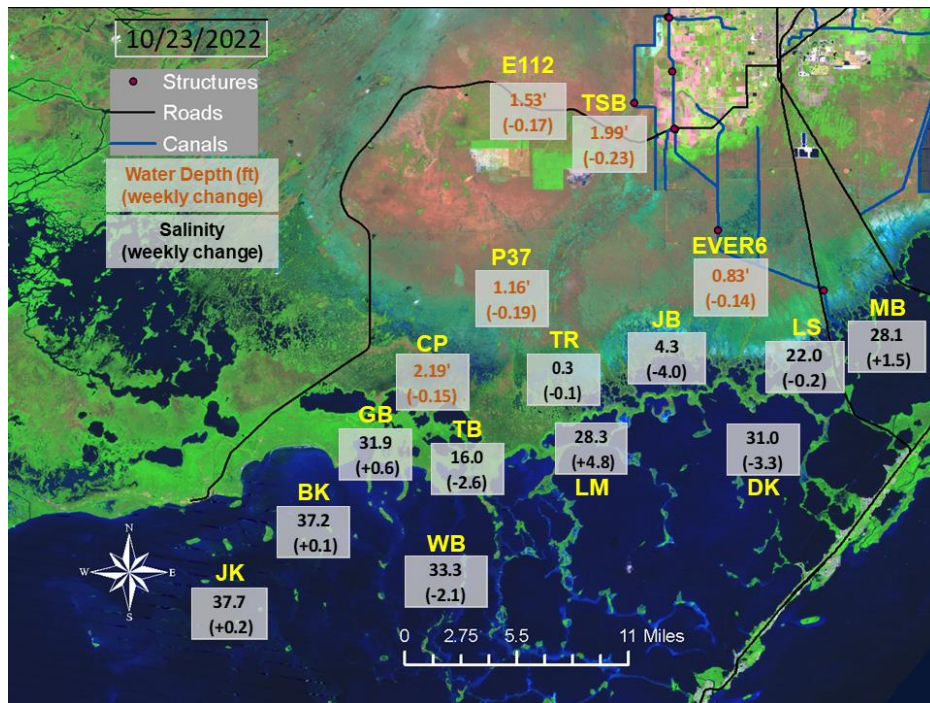 10/23/2022
Structures
Roads
Canals
Water Depth (ft)
(weekly change)
Salinity
(weekly change)
E112
1.53'
(-0.17)
TSB
1.99'
(-0.23)
P37
1.16'
(-0.19)
EVER6
0.83'
(-0.14)
CP
2.19'
(-0.15)
TR
0.3
(-0.1)
JB
4.3
(-4.0)
LS
22.0
(-0.2)
MB
28.1
(+1.5)
GB
31.9
(+0.6)
TB
16.0
(-2.6)
28.3
(+4.8)
LM
31.0
(-3.3)
DK
BK
37.2
(+0.1)
WB
33.3
(-2.1)
JK
37.7
(+0.2)
N
W E
S
0 2.75 5.5 11 Miles